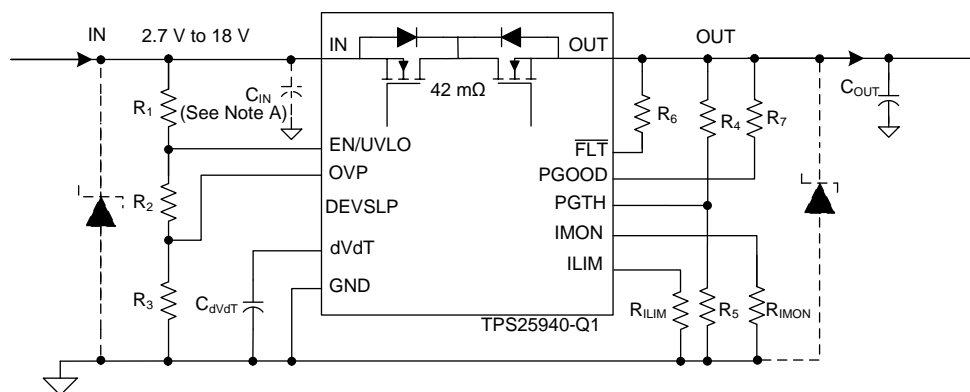 IN
2.7 V to 18 V
IN
OUT
OUT
42 mΩ
R1
CIN
(See Note A)
COUT
R6
R4
R7
FLT
EN/UVLO
OVP
PGOOD
R2
DEVSLP
PGTH
IMON
dVdT
ILIM
GND
R3
CdVdT
RILIM
R5
RIMON
TPS25940-Q1